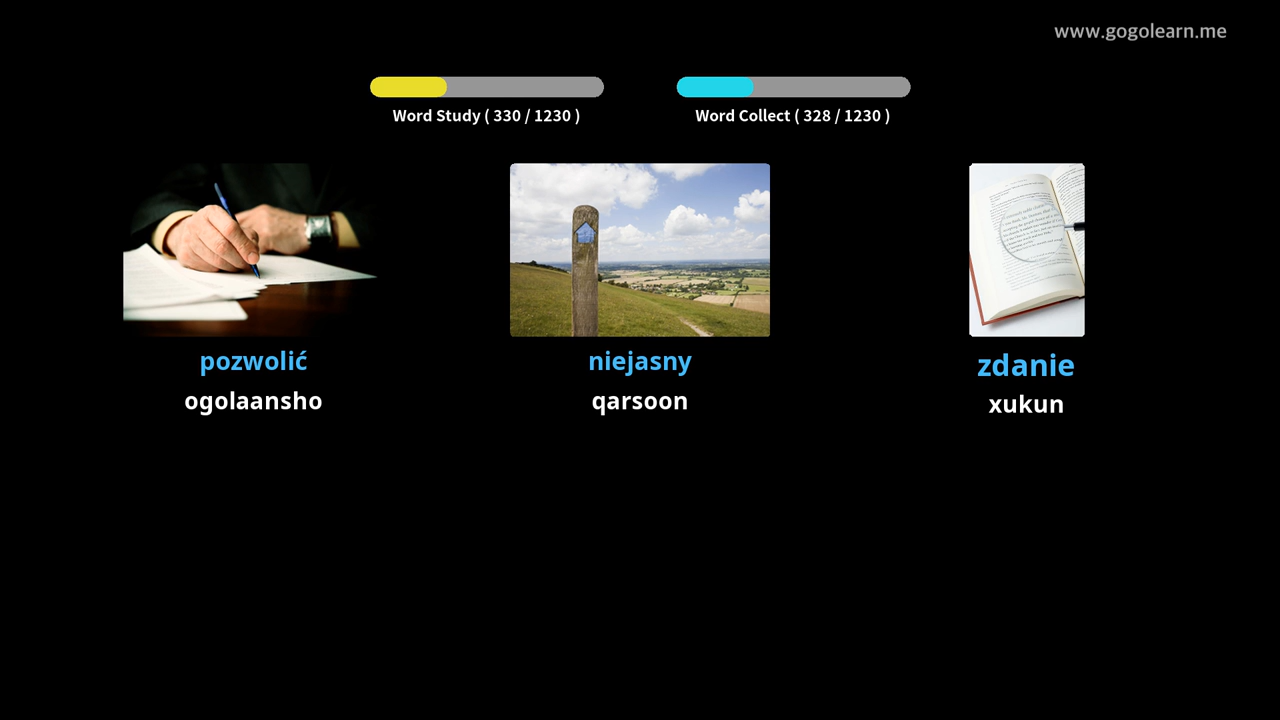 www.gogolearn.me
Word Study ( 330 / 1230 )
Word Collect ( 328 / 1230 )
pozwolić
ogolaansho
niejasny
qarsoon
zdanie
xukun